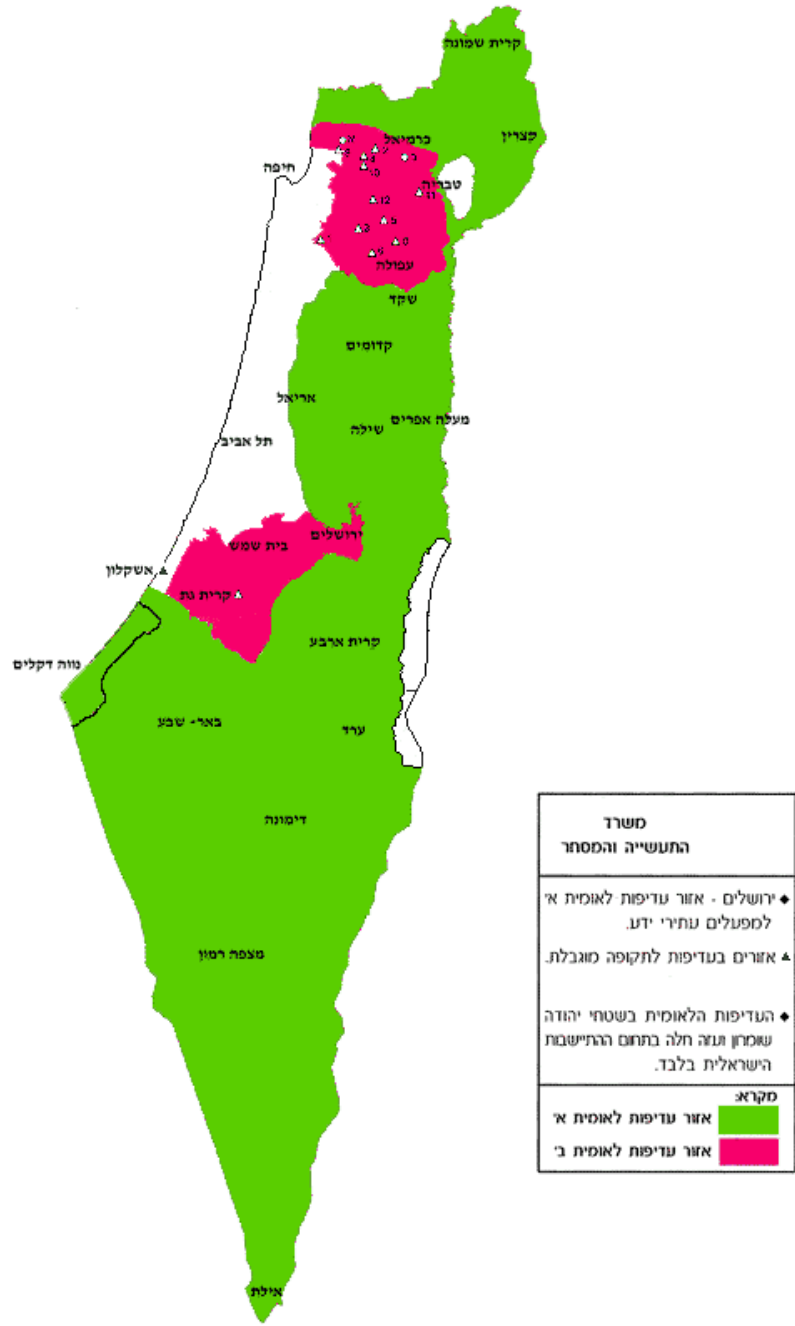 קרית שמונה
קצרין
כרמיאל
חיפה
טבריה
11
10
12
עפולה
שקד
קדומים
אריאל
מעלה אפרים
שילה
תל אביב
ירושלים
בית שמש
אשקלון
קרית גת
קרית ארבע
נווה דקלים
באר- שבע
ערד
דימונה
מצפה רמון
אילת
משרד
התעשייה והמסחר
ירושלים - אזור עדיפות לאומית א'
למפעלים עתירי ידע.
אזורים בעדיפות לתקופה מוגבלת.
העדיפות הלאומית בשטחי יהודה
שומרון ועזה חלה בתחום ההתיישבות
הישראלית בלבד.
מקרא:
אזור עדיפות לאומית א'
אזור עדיפות לאומית ב'